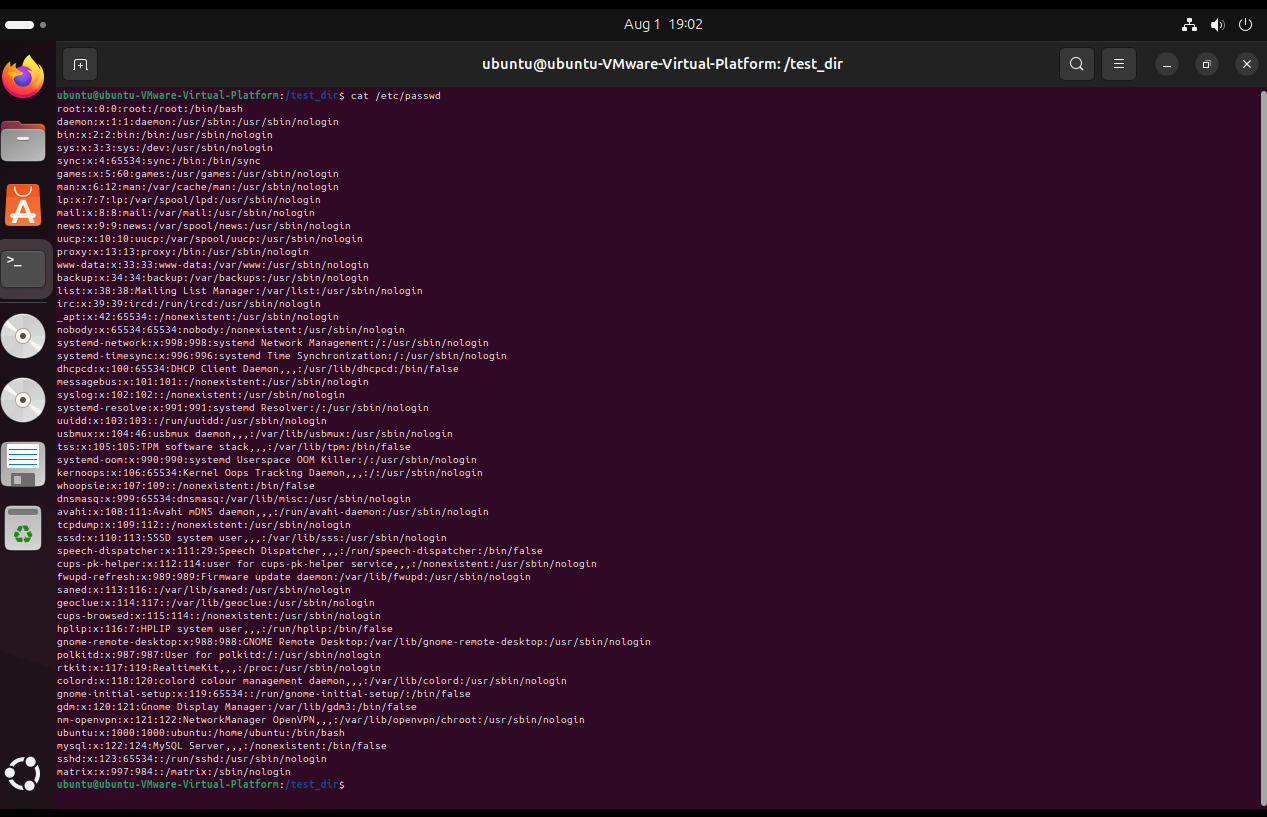 Aug 1 19:02
ubuntu@ubuntu-VMware-Virtual-Platform: /test_dir
ubuntu@ubuntu-VMware-Virtual-Platform:/test_dir$ cat /etc/passwd
root:x:0:0:root:/root:/bin/bash
daemon:x:1:1:daemon:/usr/sbin:/usr/sbin/nologin
bin:x:2:2:bin:/bin:/usr/sbin/nologin
sys:x:3:3:sys:/dev:/usr/sbin/nologin
sync:x:4:65534:sync:/bin:/bin/sync
games:x:5:60:games:/usr/games:/usr/sbin/nologin
man:x:6:12:man:/var/cache/man:/usr/sbin/nologin
lp:x:7:7:lp:/var/spool/lpd:/usr/sbin/nologin
mail:x:8:8:mail:/var/mail:/usr/sbin/nologin
news:x:9:9:news:/var/spool/news:/usr/sbin/nologin
uucp:x:10:10:uucp:/var/spool/uucp:/usr/sbin/nologin
proxy:x:13:13:proxy:/bin:/usr/sbin/nologin
www-data:x:33:33:www-data:/var/www:/usr/sbin/nologin
backup:x:34:34:backup:/var/backups:/usr/sbin/nologin
list:x:38:38:Mailing List Manager:/var/list:/usr/sbin/nologin
irc:x:39:39:ircd:/run/ircd:/usr/sbin/nologin
_apt:x:42:65534::/nonexistent:/usr/sbin/nologin
nobody:x:65534:65534:nobody:/nonexistent:/usr/sbin/nologin
systemd-network:x:998:998:systemd Network Management:/:/usr/sbin/nologin
systemd-timesync:x:996:996:systemd Time Synchronization:/:/usr/sbin/nologin
dhcpcd:x:100:65534:DHCP Client Daemon,,,:/usr/lib/dhcpcd:/bin/false
messagebus:x:101:101::/nonexistent:/usr/sbin/nologin
syslog:x:102:102::/nonexistent:/usr/sbin/nologin
systemd-resolve:x:991:991:systemd Resolver:/:/usr/sbin/nologin
uuidd:x:103:103::/run/uuidd:/usr/sbin/nologin
usbmux:x:104:46:usbmux daemon,,,:/var/lib/usbmux:/usr/sbin/nologin
tss:x:105:105:TPM software stack,,,:/var/lib/tpm:/bin/false
systemd-oom:x:990:990:systemd Userspace OOM Killer:/:/usr/sbin/nologin
kernoops:x:106:65534:Kernel Oops Tracking Daemon,,,:/:/usr/sbin/nologin
whoopsie:x:107:109::/nonexistent:/bin/false
dnsmasq:x:999:65534:dnsmasq:/var/lib/misc:/usr/sbin/nologin
avahi:x:108:111:Avahi mDNS daemon,,,:/run/avahi-daemon:/usr/sbin/nologin
tcpdump:x:109:112::/nonexistent:/usr/sbin/nologin
sssd:x:110:113:SSSD system user,,,:/var/lib/sss:/usr/sbin/nologin
speech-dispatcher:x:111:29:Speech Dispatcher,,,:/run/speech-dispatcher:/bin/false
cups-pk-helper:x:112:114:user for cups-pk-helper service,,,:/nonexistent:/usr/sbin/nologin
fwupd-refresh:x:989:989:Firmware update daemon:/var/lib/fwupd:/usr/sbin/nologin
saned:x:113:116::/var/lib/saned:/usr/sbin/nologin
geoclue:x:114:117::/var/lib/geoclue:/usr/sbin/nologin
cups-browsed:x:115:114::/nonexistent:/usr/sbin/nologin
hplip:x:116:7:HPLIP system user,,,:/run/hplip:/bin/false
gnome-remote-desktop:x:988:988:GNOME Remote Desktop:/var/lib/gnome-remote-desktop:/usr/sbin/nologin
polkitd:x:987:987:User for polkitd:/:/usr/sbin/nologin
rtkit:x:117:119:RealtimeKit,,,:/proc:/usr/sbin/nologin
colord:x:118:120:colord colour management daemon,,,:/var/lib/colord:/usr/sbin/nologin
gnome-initial-setup:x:119:65534::/run/gnome-initial-setup/:/bin/false
gdm:x:120:121:Gnome Display Manager:/var/lib/gdm3:/bin/false
nm-openvpn:x:121:122:NetworkManager OpenVPN,,,:/var/lib/openvpn/chroot:/usr/sbin/nologin
ubuntu:x:1000:1000:ubuntu:/home/ubuntu:/bin/bash
mysql:x:122:124:MySQL Server,,,:/nonexistent:/bin/false
sshd:x:123:65534::/run/sshd:/usr/sbin/nologin
matrix:x:997:984::/matrix:/sbin/nologin
ubuntu@ubuntu-VMware-Virtual-Platform:/test_dir$